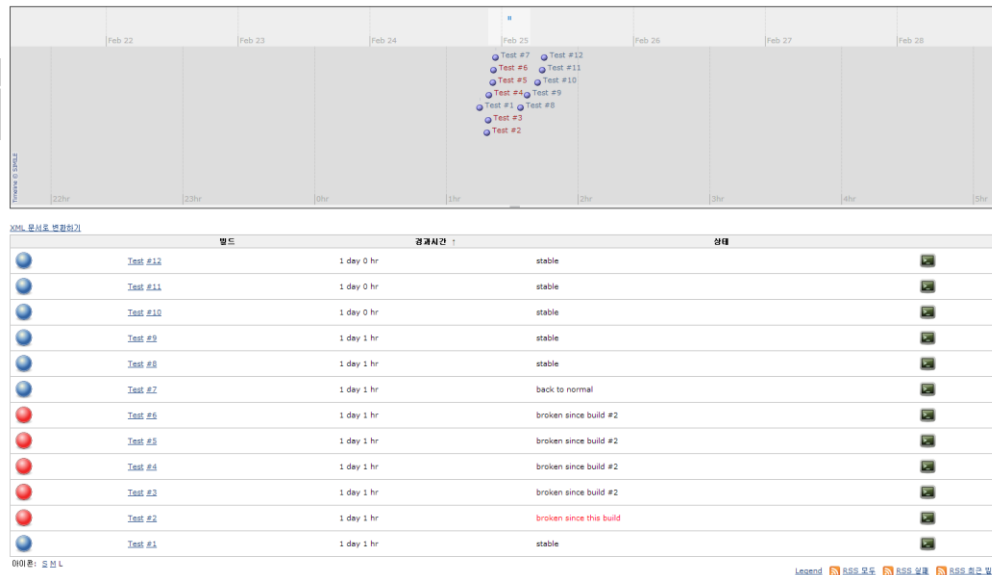 Feb 22 Feb 23 Feb 24 Feb 25 Feb 26 Feb 27 Feb 28
Test #7 Test #12
Test #6 Test #11
Test #5 Test #10
Test #4 Test #9
Test #1 Test #8
Test #3
Test #2
Timeline © SIMILE
22hr 23hr 0hr 1hr 2hr 3hr 4hr 5hr
XML 문서로 변환하기
빌드 경과시간 ↑ 상태
Test #12 1 day 0 hr stable
Test #11 1 day 0 hr stable
Test #10 1 day 0 hr stable
Test #9 1 day 1 hr stable
Test #8 1 day 1 hr stable
Test #7 1 day 1 hr back to normal
Test #6 1 day 1 hr broken since build #2
Test #5 1 day 1 hr broken since build #2
Test #4 1 day 1 hr broken since build #2
Test #3 1 day 1 hr broken since build #2
Test #2 1 day 1 hr broken since this build
Test #1 1 day 1 hr stable
아이콘: S M L
Legend RSS 모두 RSS 실패 RSS 최근 빌